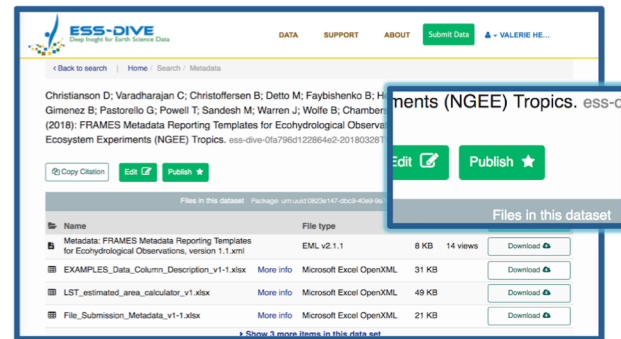 ESS-DIVE
Deep Insight for Earth Science Data
DATA SUPPORT ABOUT Submit Data VALERIE HE...
Back to search | Home / Search / Metadata
Christianson D; Varadharajan C; Christoffersen B; Detto M; Faybishenko B; H
Gimenez B; Pastorello G; Powell T; Sandesh M; Warren J; Wolfe B; Chamber
(2018): FRAMES Metadata Reporting Templates for Ecohydrological Observat
Ecosystem Experiments (NGEE) Tropics.
Copy Citation Edit Publish
ments (NGEE) Tropics. ess-d
Edit Publish
Files in this dataset
Files in this dataset
Name File type
Metadata: FRAMES Metadata Reporting Templates
for Ecohydrological Observations, version 1.1.xml EML v2.1.1 8 KB 14 views Download
EXAMPLES_Data_Column_Description_v1-1.xlsx More info Microsoft Excel OpenXML 31 KB Download
LST_estimated_area_calculator_v1.xlsx More info Microsoft Excel OpenXML 49 KB Download
File_Submission_Metadata_v1-1.xlsx More info Microsoft Excel OpenXML 21 KB Download
Show 3 more items in this data set